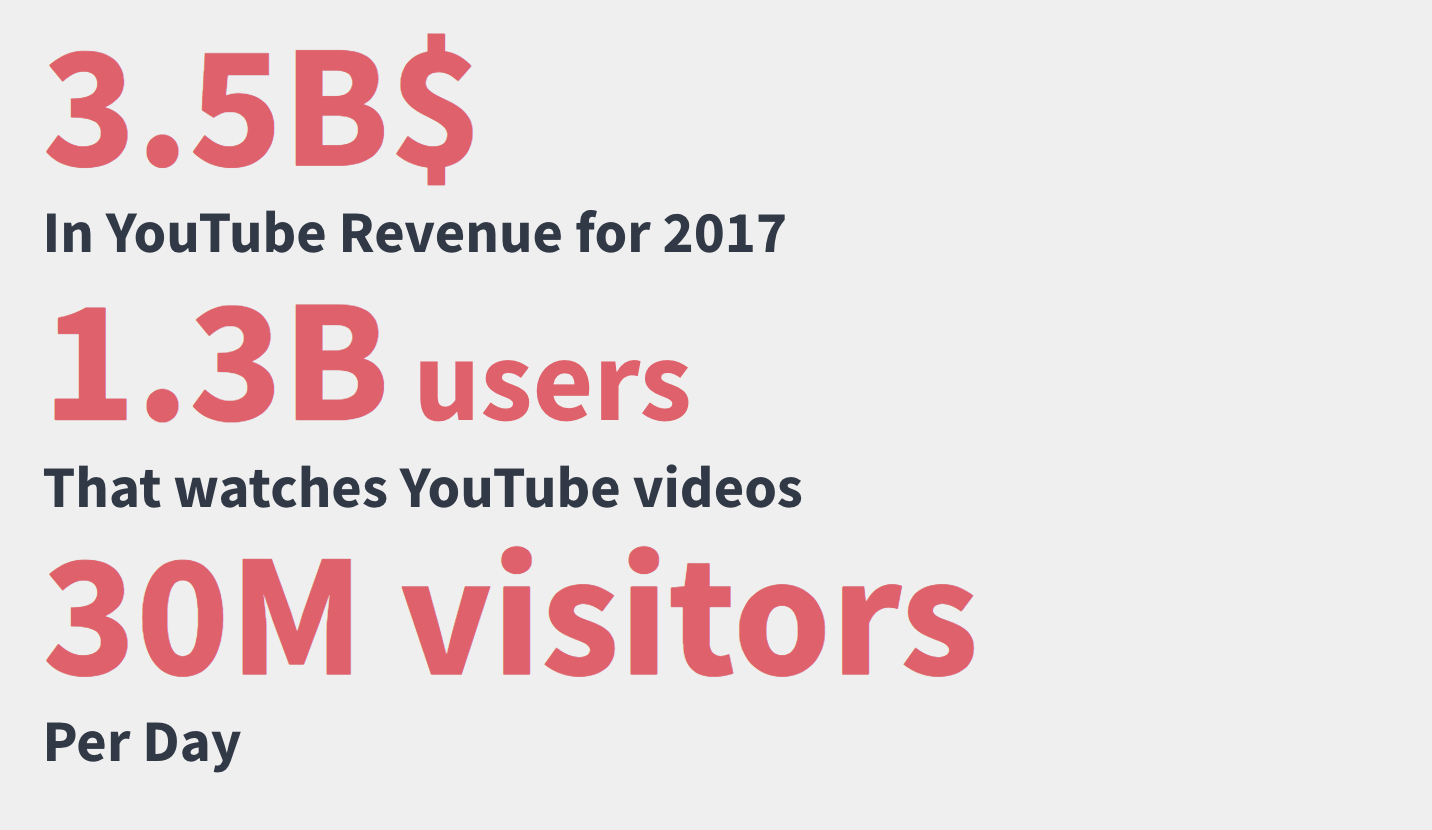 3.5B$
In YouTube Revenue for 2017
1.3B users
That watches YouTube videos
30M visitors
Per Day